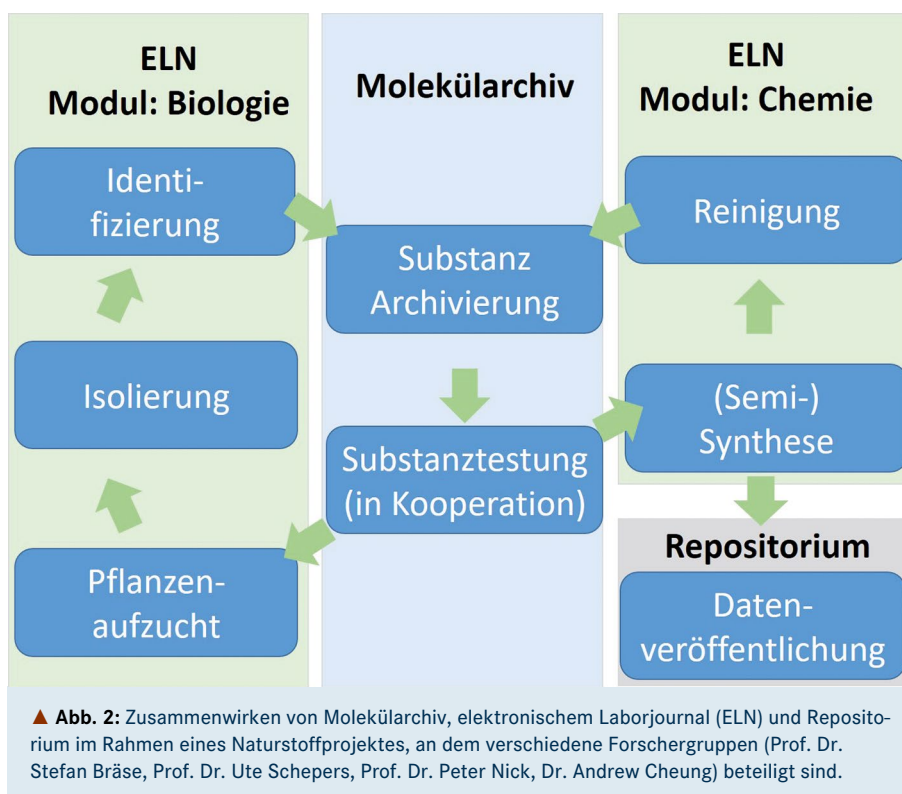 ELN
Modul: Biologie
Identi-
fizierung
Isolierung
Pflanzen-
aufzucht
Molekülarchiv
Substanz
Archivierung
Substanztestung
(in Kooperation)
ELN
Modul: Chemie
Reinigung
(Semi-)
Synthese
Repositorium
Daten-
veröffentlichung
▲ Abb. 2: Zusammenwirken von Molekülarchiv, elektronischem Laborjournal (ELN) und Reposito-
rium im Rahmen eines Naturstoffprojektes, an dem verschiedene Forschergruppen (Prof. Dr.
Stefan Bräse, Prof. Dr. Ute Schepers, Prof. Dr. Peter Nick, Dr. Andrew Cheung) beteiligt sind.